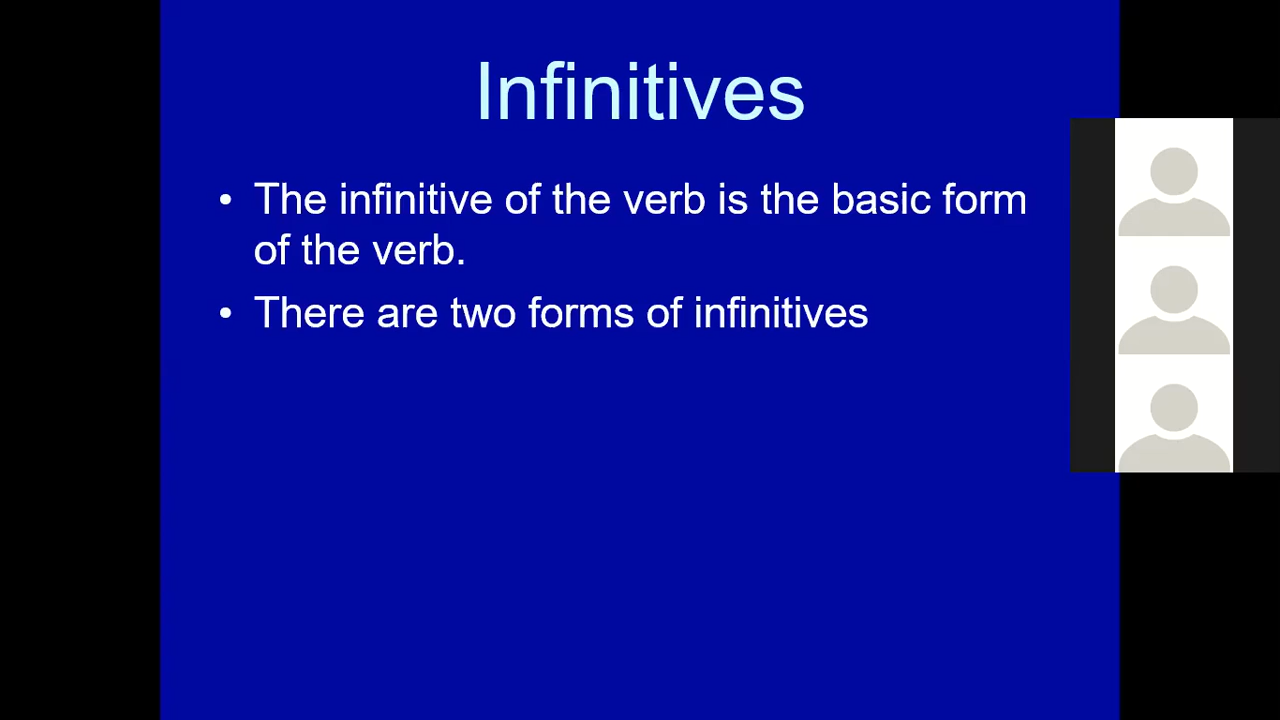 Infinitives
• The infinitive of the verb is the basic form
of the verb.
• There are two forms of infinitives